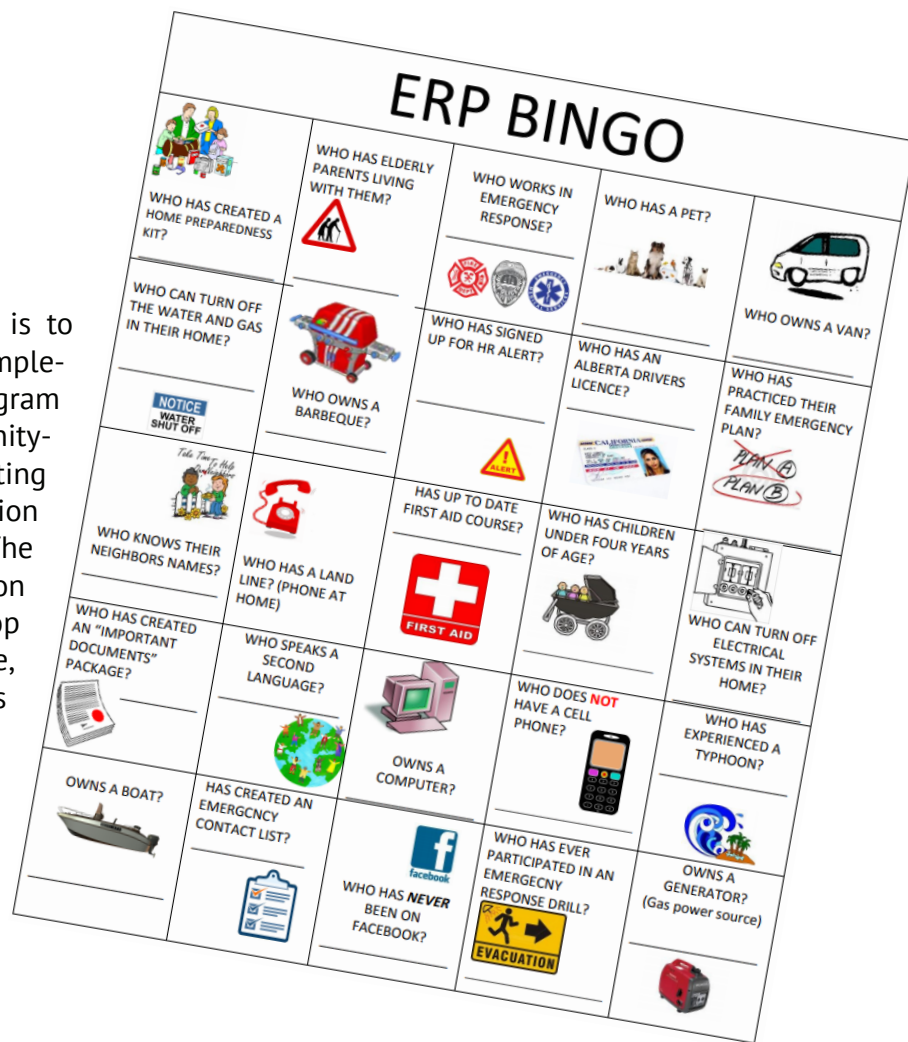 ERP BINGO
WHO HAS CREATED A
HOME PREPAREDNESS
KIT?
WHO HAS ELDERLY
PARENTS LIVING
WITH THEM?
WHO WORKS IN
EMERGENCY
RESPONSE?
WHO HAS A PET?
WHO OWNS A VAN?
WHO CAN TURN OFF
THE WATER AND GAS
IN THEIR HOME?
NOTICE
WATER
SHUT OFF
WHO OWNS A
BARBEQUE?
WHO HAS SIGNED
UP FOR HR ALERT?
ALERT
WHO HAS AN
ALBERTA DRIVERS
LICENCE?
CALIFORNIA
WHO HAS
PRACTICED THEIR
FAMILY EMERGENCY
PLAN?
PLAN A
PLAN B
Take Time To Help
WHO KNOWS THEIR
NEIGHBORS NAMES?
WHO HAS A LAND
LINE? (PHONE AT
HOME)
HAS UP TO DATE
FIRST AID COURSE?
FIRST AID
WHO HAS CHILDREN
UNDER FOUR YEARS
OF AGE?
WHO CAN TURN OFF
ELECTRICAL
SYSTEMS IN THEIR
HOME?
WHO HAS CREATED
AN “IMPORTANT
DOCUMENTS”
PACKAGE?
WHO SPEAKS A
SECOND
LANGUAGE?
OWNS A
COMPUTER?
WHO DOES NOT
HAVE A CELL
PHONE?
WHO HAS
EXPERIENCED A
TYPHOON?
OWNS A BOAT?
HAS CREATED AN
EMERGCNCY
CONTACT LIST?
facebook
WHO HAS NEVER
BEEN ON
FACEBOOK?
WHO HAS EVER
PARTICIPATED IN AN
EMERGECNY
RESPONSE DRILL?
EVACUATION
OWNS A
GENERATOR?
(Gas power source)
is to
mple-
gram
nity-
ting
ion
The
on
op
e,
s